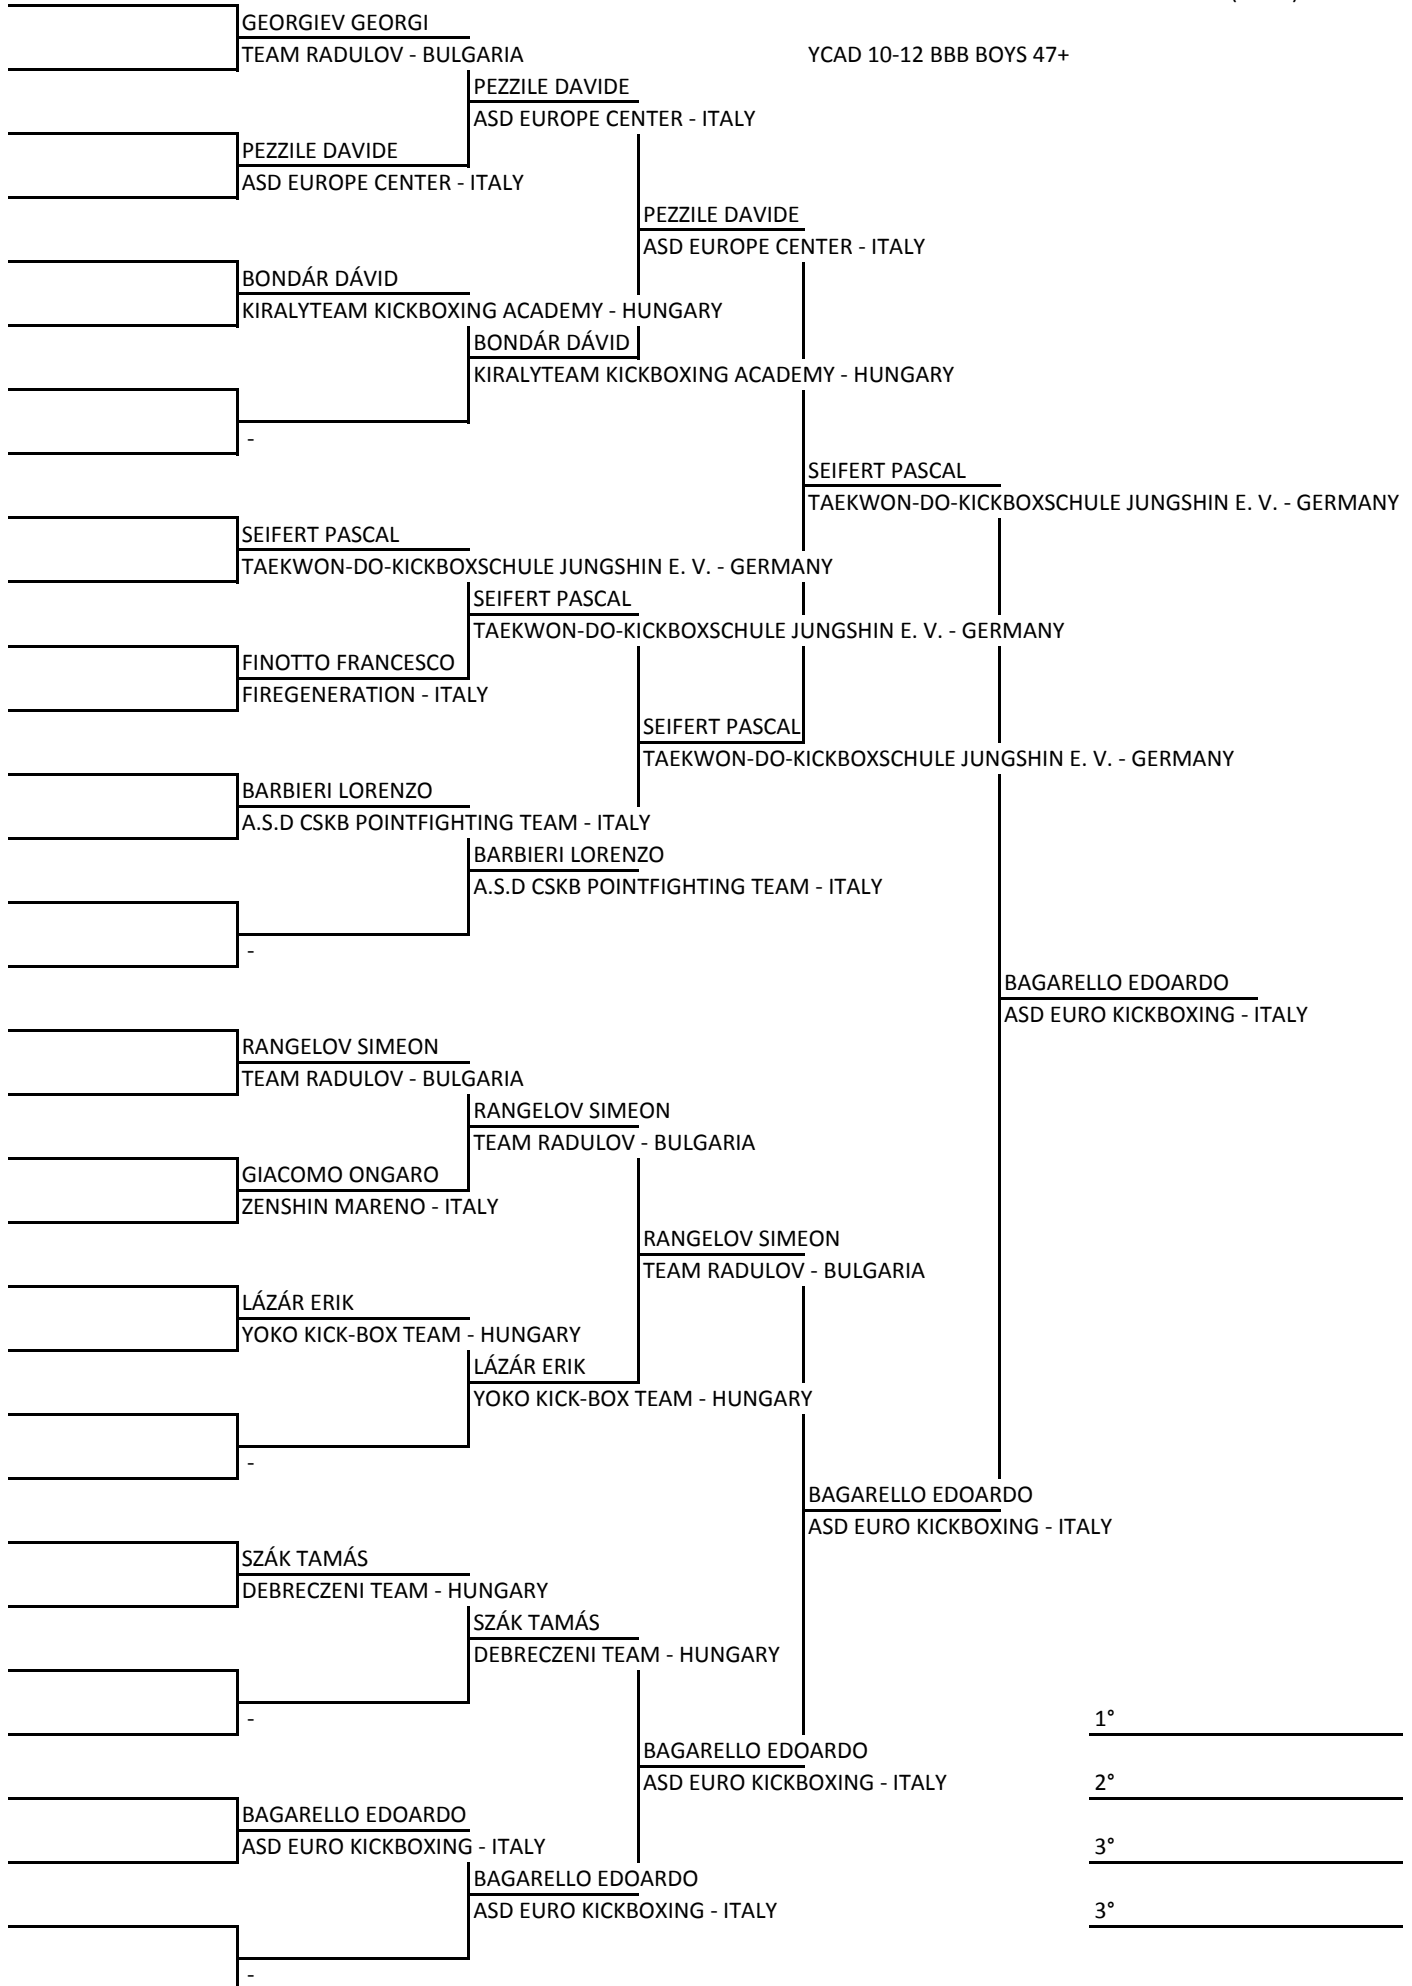 GEORGIEV GEORGI
TEAM RADULOV - BULGARIA
YCAD 10-12 BBB BOYS 47+
PEZZILE DAVIDE
ASD EUROPE CENTER - ITALY
PEZZILE DAVIDE
ASD EUROPE CENTER - ITALY
PEZZILE DAVIDE
ASD EUROPE CENTER - ITALY
BONDÁR DÁVID
KIRALYTEAM KICKBOXING ACADEMY - HUNGARY
BONDÁR DÁVID
KIRALYTEAM KICKBOXING ACADEMY - HUNGARY
-
SEIFERT PASCAL
TAEKWON-DO-KICKBOXSCHULE JUNGSHIN E. V. - GERMANY
SEIFERT PASCAL
TAEKWON-DO-KICKBOXSCHULE JUNGSHIN E. V. - GERMANY
SEIFERT PASCAL
TAEKWON-DO-KICKBOXSCHULE JUNGSHIN E. V. - GERMANY
FINOTTO FRANCESCO
FIREGENERATION - ITALY
SEIFERT PASCAL
TAEKWON-DO-KICKBOXSCHULE JUNGSHIN E. V. - GERMANY
BARBIERI LORENZO
A.S.D CSKB POINTFIGHTING TEAM - ITALY
BARBIERI LORENZO
A.S.D CSKB POINTFIGHTING TEAM - ITALY
-
BAGARELLO EDOARDO
ASD EURO KICKBOXING - ITALY
RANGELOV SIMEON
TEAM RADULOV - BULGARIA
RANGELOV SIMEON
TEAM RADULOV - BULGARIA
GIACOMO ONGARO
ZENSHIN MARENO - ITALY
RANGELOV SIMEON
TEAM RADULOV - BULGARIA
LÁZÁR ERIK
YOKO KICK-BOX TEAM - HUNGARY
LÁZÁR ERIK
YOKO KICK-BOX TEAM - HUNGARY
-
BAGARELLO EDOARDO
ASD EURO KICKBOXING - ITALY
SZÁK TAMÁS
DEBRECZENI TEAM - HUNGARY
SZÁK TAMÁS
DEBRECZENI TEAM - HUNGARY
-
1°
BAGARELLO EDOARDO
ASD EURO KICKBOXING - ITALY
2°
BAGARELLO EDOARDO
ASD EURO KICKBOXING - ITALY
3°
BAGARELLO EDOARDO
ASD EURO KICKBOXING - ITALY
3°
-